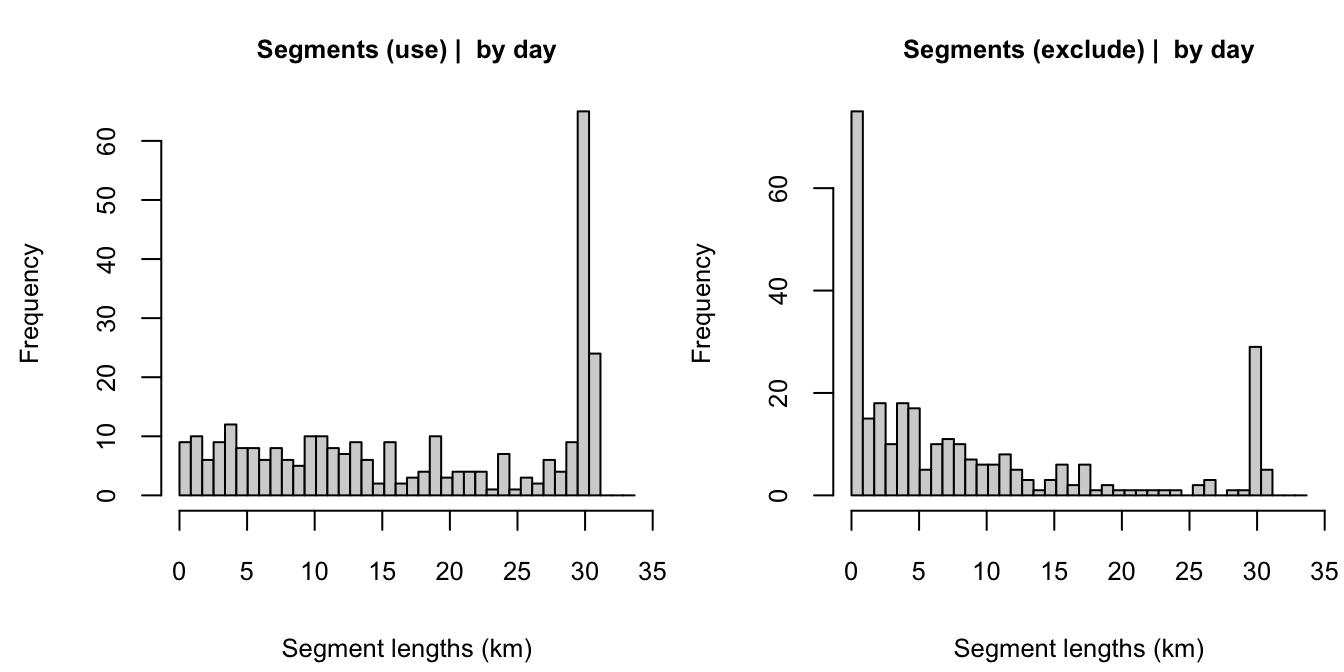 Segments (use) |  by day
Frequency
0 10 20 30 40 50 60
0 5 10 15 20 25 30 35
Segment lengths (km)
Segments (exclude) |  by day
Frequency
0 20 40 60
0 5 10 15 20 25 30 35
Segment lengths (km)